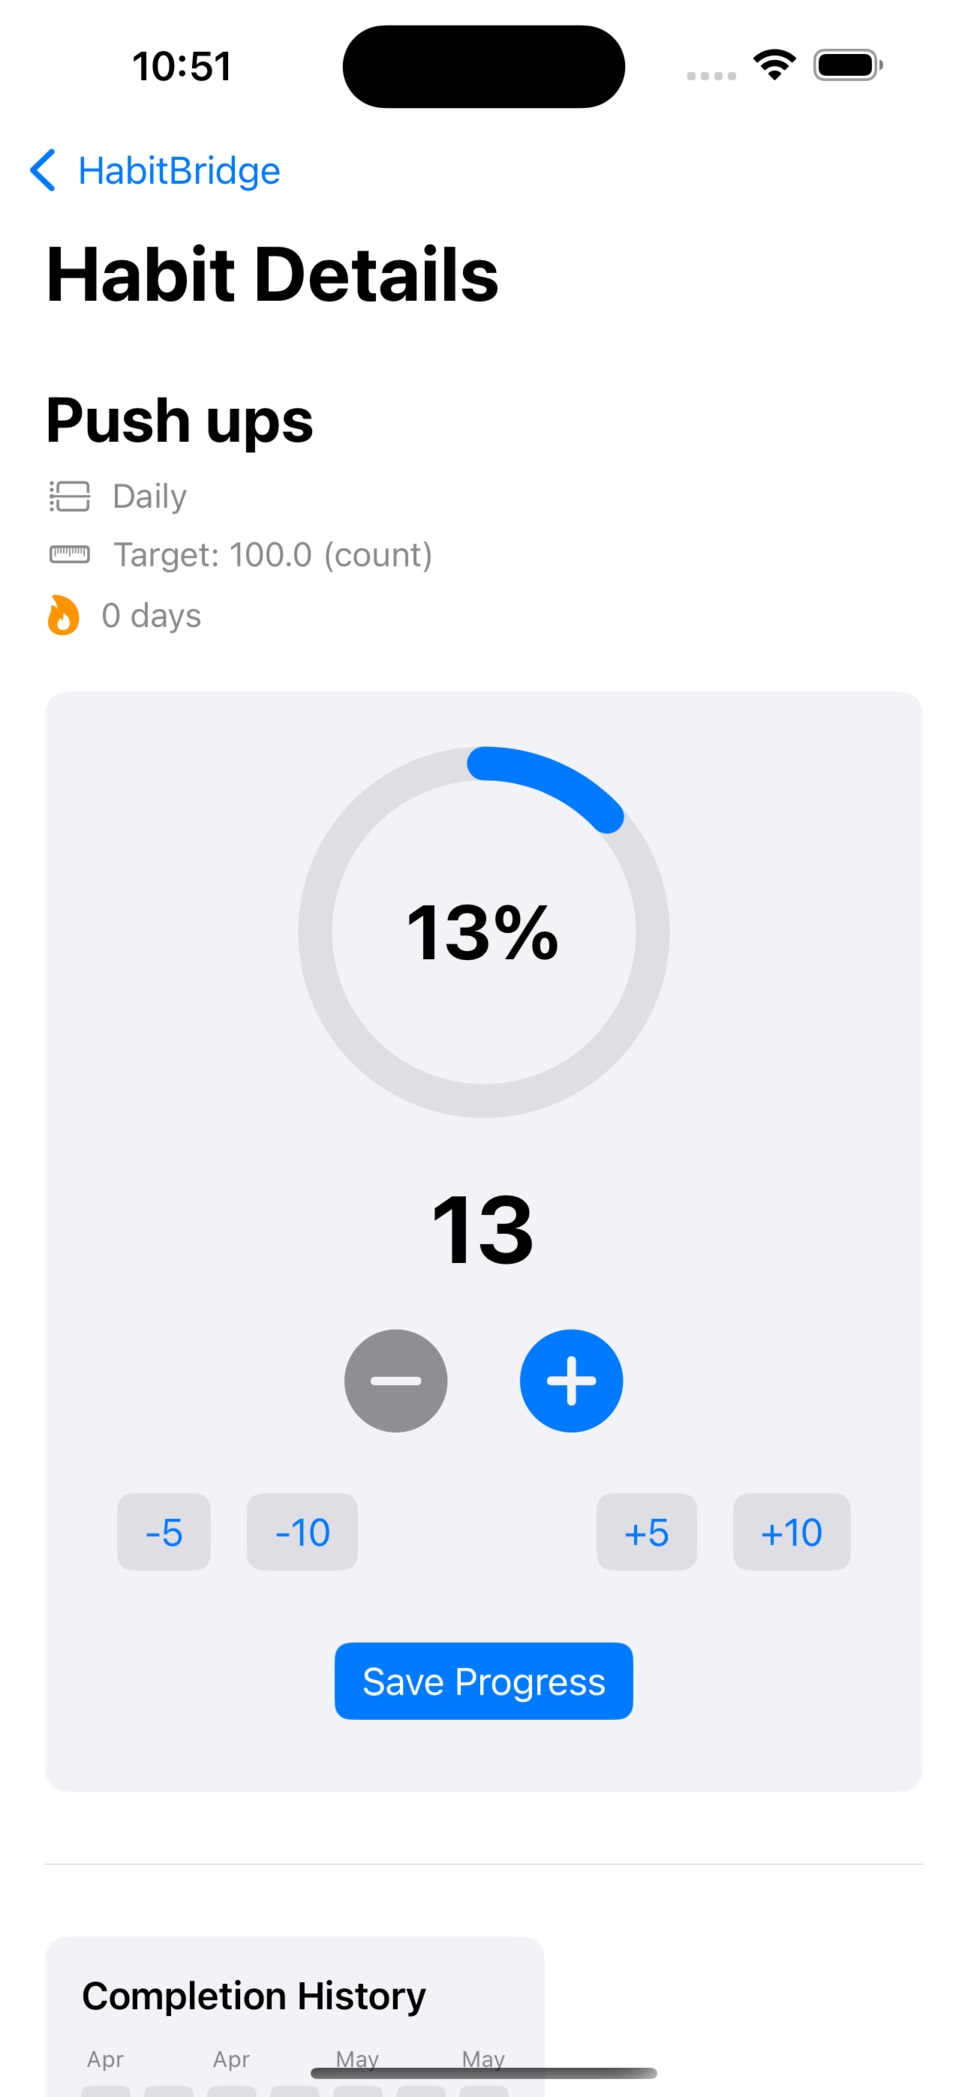 10:51
HabitBridge
Habit Details
Push ups
Daily
Target: 100.0 (count)
0 days
13%
13
-5 -10 +5 +10
Save Progress
Completion History
Apr Apr May May